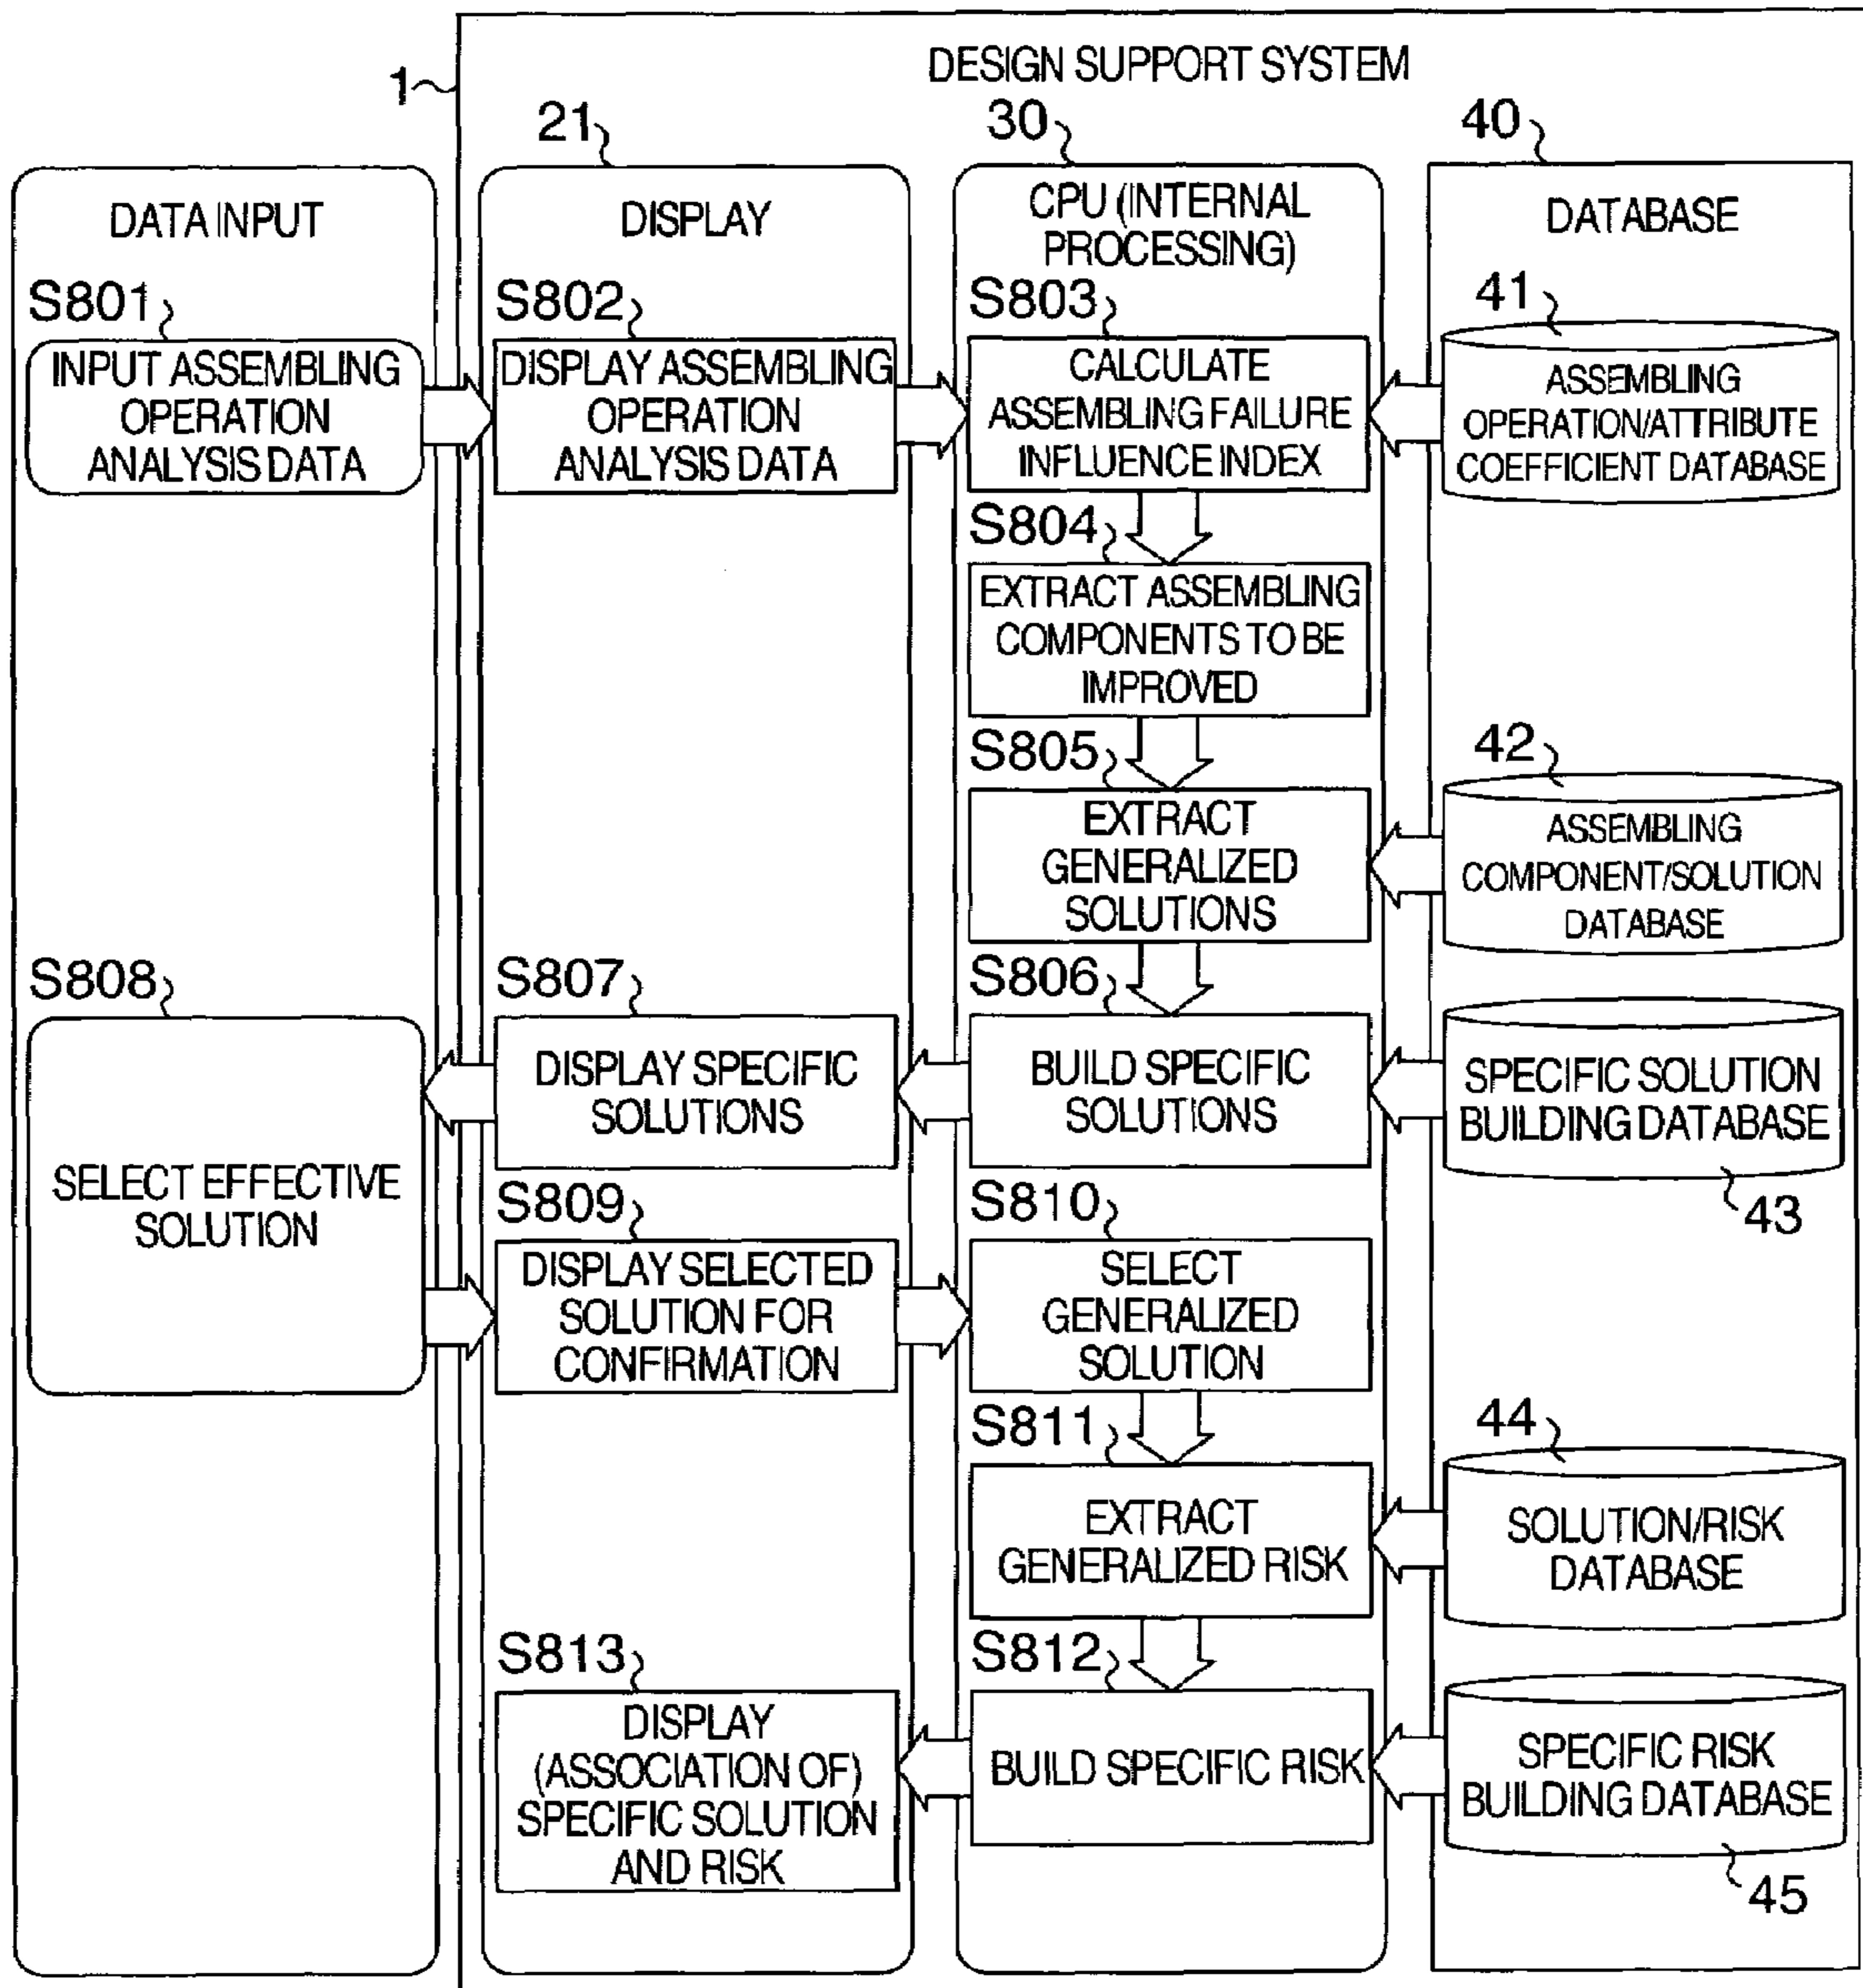 DESIGN SUPPORT SYSTEM
1
21
30
40
DATA INPUT
DISPLAY
CPU (INTERNAL
PROCESSING)
DATABASE
S801
INPUT ASSEMBLING
OPERATION
ANALYSIS DATA
S802
DISPLAY ASSEMBLING
OPERATION
ANALYSIS DATA
S803
CALCULATE
ASSEMBLING FAILURE
INFLUENCE INDEX
41
ASSEMBLING
OPERATION/ATTRIBUTE
COEFFICIENT DATABASE
S804
EXTRACT ASSEMBLING
COMPONENTS TO BE
IMPROVED
S805
EXTRACT
GENERALIZED
SOLUTIONS
42
ASSEMBLING
COMPONENT/SOLUTION
DATABASE
S808
SELECT EFFECTIVE
SOLUTION
S807
DISPLAY SPECIFIC
SOLUTIONS
S806
BUILD SPECIFIC
SOLUTIONS
SPECIFIC SOLUTION
BUILDING DATABASE
43
S809
DISPLAY SELECTED
SOLUTION FOR
CONFIRMATION
S810
SELECT
GENERALIZED
SOLUTION
S811
EXTRACT
GENERALIZED RISK
44
SOLUTION/RISK
DATABASE
S813
DISPLAY
(ASSOCIATION OF)
SPECIFIC SOLUTION
AND RISK
S812
BUILD SPECIFIC RISK
SPECIFIC RISK
BUILDING DATABASE
45